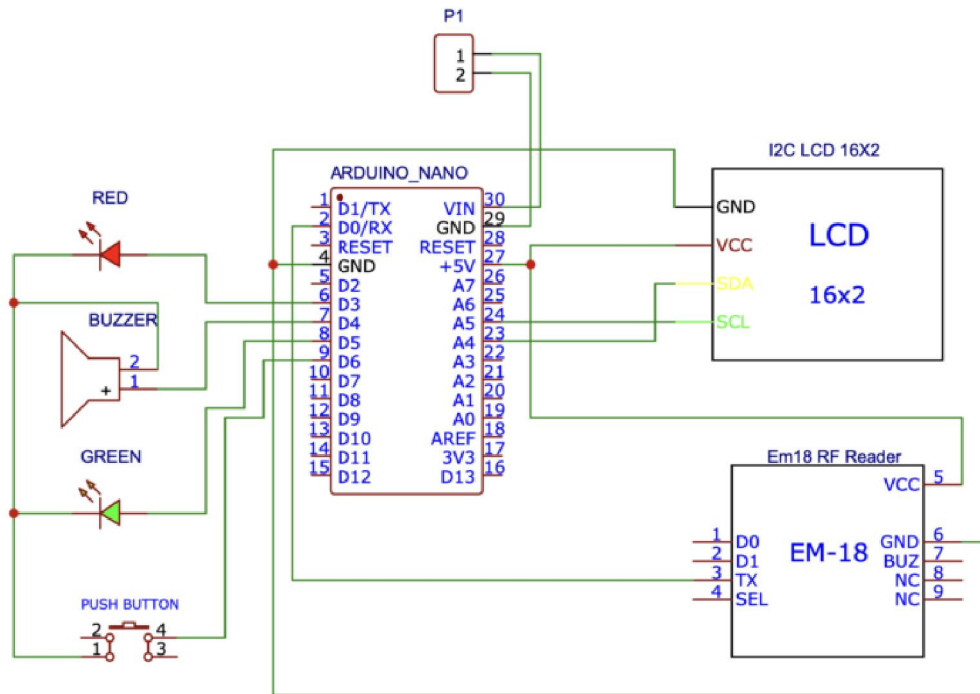 P1
1
2
I2C LCD 16X2
GND
VCC
SDA
SCL
LCD
16x2
ARDUINO_NANO
1 D1/TX VIN 30
2 D0/RX GND 29
3 RESET RESET 28
4 GND +5V 27
5 D2 A7 26
6 D3 A6 25
7 D4 A5 24
8 D5 A4 23
9 D6 A3 22
10 D7 A2 21
11 D8 A1 20
12 D9 A0 19
13 D10 AREF 18
14 D11 3V3 17
15 D12 D13 16
RED
BUZZER
2
1
+
GREEN
PUSH BUTTON
2 4
1 3
Em18 RF Reader
EM-18
VCC 5
1 D0 GND 6
2 D1 BUZ 7
3 TX NC 8
4 SEL NC 9